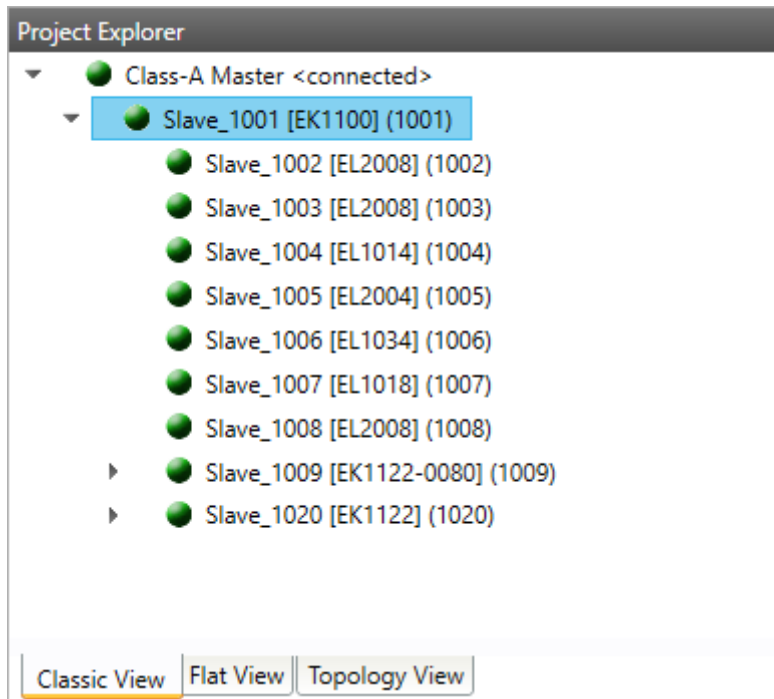 Project Explorer
Class-A Master <connected>
Slave_1001 [EK1100] (1001)
Slave_1002 [EL2008] (1002)
Slave_1003 [EL2008] (1003)
Slave_1004 [EL1014] (1004)
Slave_1005 [EL2004] (1005)
Slave_1006 [EL1034] (1006)
Slave_1007 [EL1018] (1007)
Slave_1008 [EL2008] (1008)
Slave_1009 [EK1122-0080] (1009)
Slave_1020 [EK1122] (1020)
Classic View Flat View Topology View